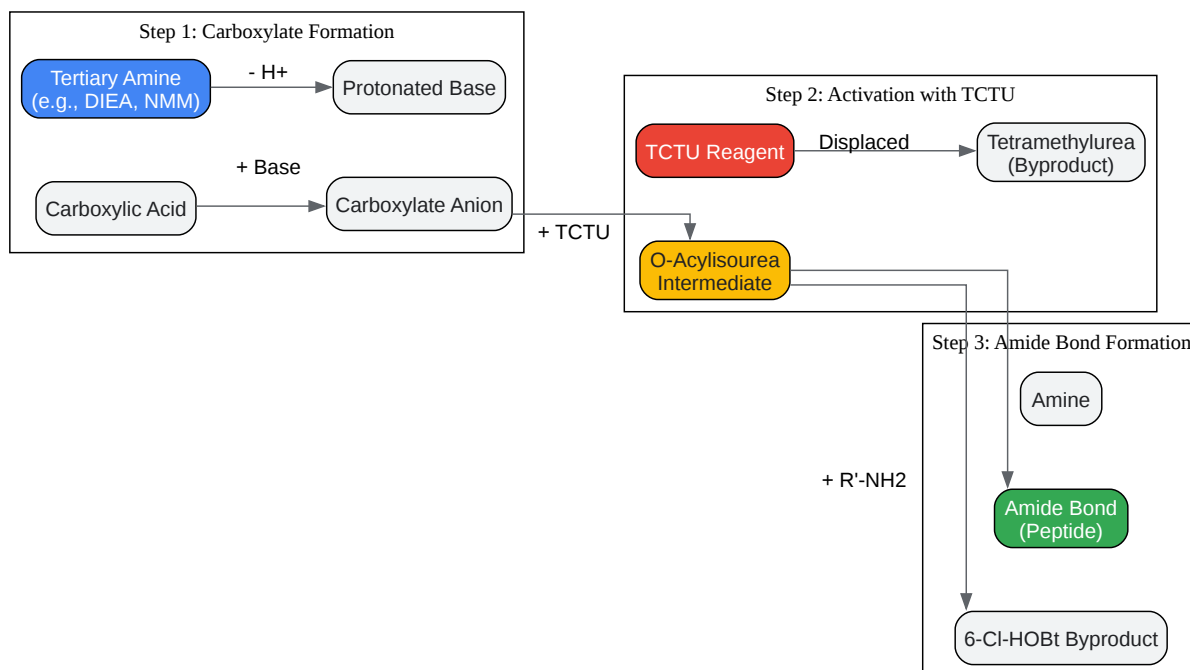 Step 1: Carboxylate Formation
Tertiary Amine
(e.g., DIEA, NMM)
- H+
Protonated Base
Carboxylic Acid
+ Base
Carboxylate Anion
+ TCTU
Step 2: Activation with TCTU
TCTU Reagent
Displaced
Tetramethylurea
(Byproduct)
O-Acylisourea
Intermediate
Step 3: Amide Bond Formation
Amine
+ R'-NH2
Amide Bond
(Peptide)
6-Cl-HOBt Byproduct